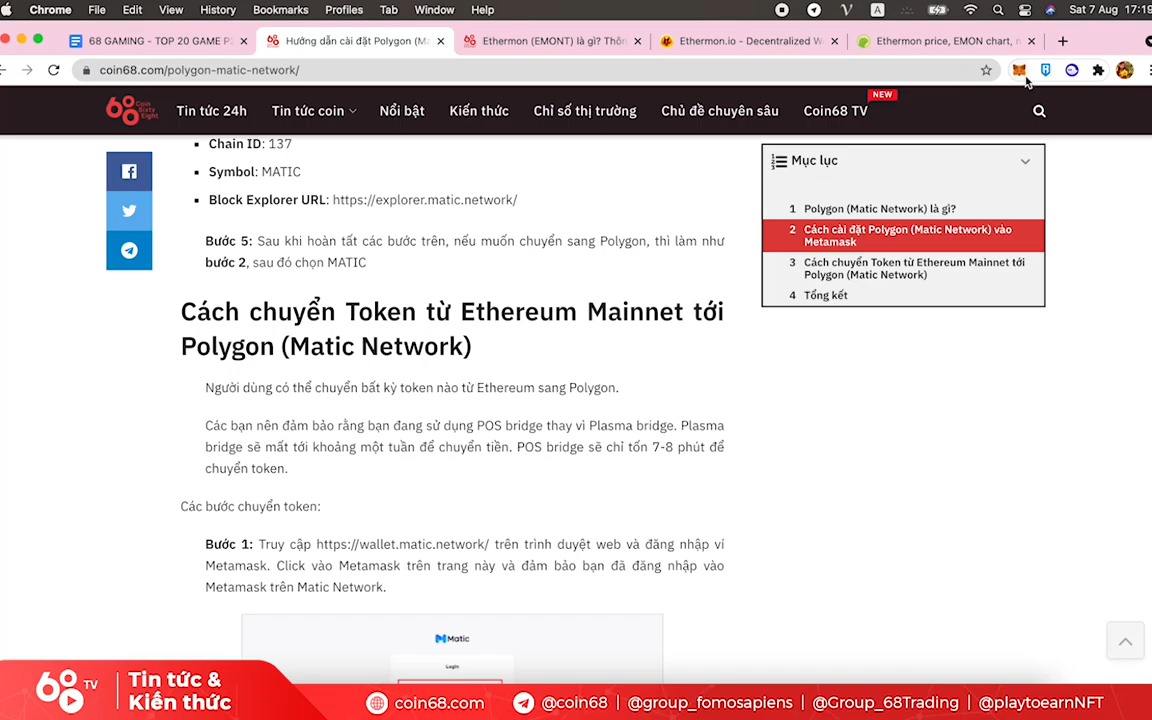 Chrome File Edit View History Bookmarks Profiles Tab Window Help Sat 7 Aug 17:19
68 GAMING - TOP 20 GAME P
Hướng dẫn cài đặt Polygon (M
Ethermon (EMONT) là gì? Thôn
Ethermon.io - Decentralized W
Ethermon price, EMON chart,
coin68.com/polygon-matic-network/
68 Coin Sixty Eight
Tin tức 24h Tin tức coin Nổi bật Kiến thức Chỉ số thị trường Chủ đề chuyên sâu Coin68 TV NEW
Chain ID: 137
Symbol: MATIC
Block Explorer URL: https://explorer.matic.network/
Bước 5: Sau khi hoàn tất các bước trên, nếu muốn chuyển sang Polygon, thì làm như
bước 2, sau đó chọn MATIC
Cách chuyển Token từ Ethereum Mainnet tới
Polygon (Matic Network)
Người dùng có thể chuyển bất kỳ token nào từ Ethereum sang Polygon.
Các bạn nên đảm bảo rằng bạn đang sử dụng POS bridge thay vì Plasma bridge. Plasma
bridge sẽ mất tới khoảng một tuần để chuyển tiền. POS bridge sẽ chỉ tốn 7-8 phút để
chuyển token.
Các bước chuyển token:
Bước 1: Truy cập https://wallet.matic.network/ trên trình duyệt web và đăng nhập ví
Metamask. Click vào Metamask trên trang này và đảm bảo bạn đã đăng nhập vào
Metamask trên Matic Network.
Matic
Login
Mục lục
1 Polygon (Matic Network) là gì?
2 Cách cài đặt Polygon (Matic Network) vào
Metamask
3 Cách chuyển Token từ Ethereum Mainnet tới
Polygon (Matic Network)
4 Tổng kết
68 TV
Tin tức &
Kiến thức
coin68.com @coin68 | @group_fomosapiens | @Group_68Trading | @playtoearnNFT